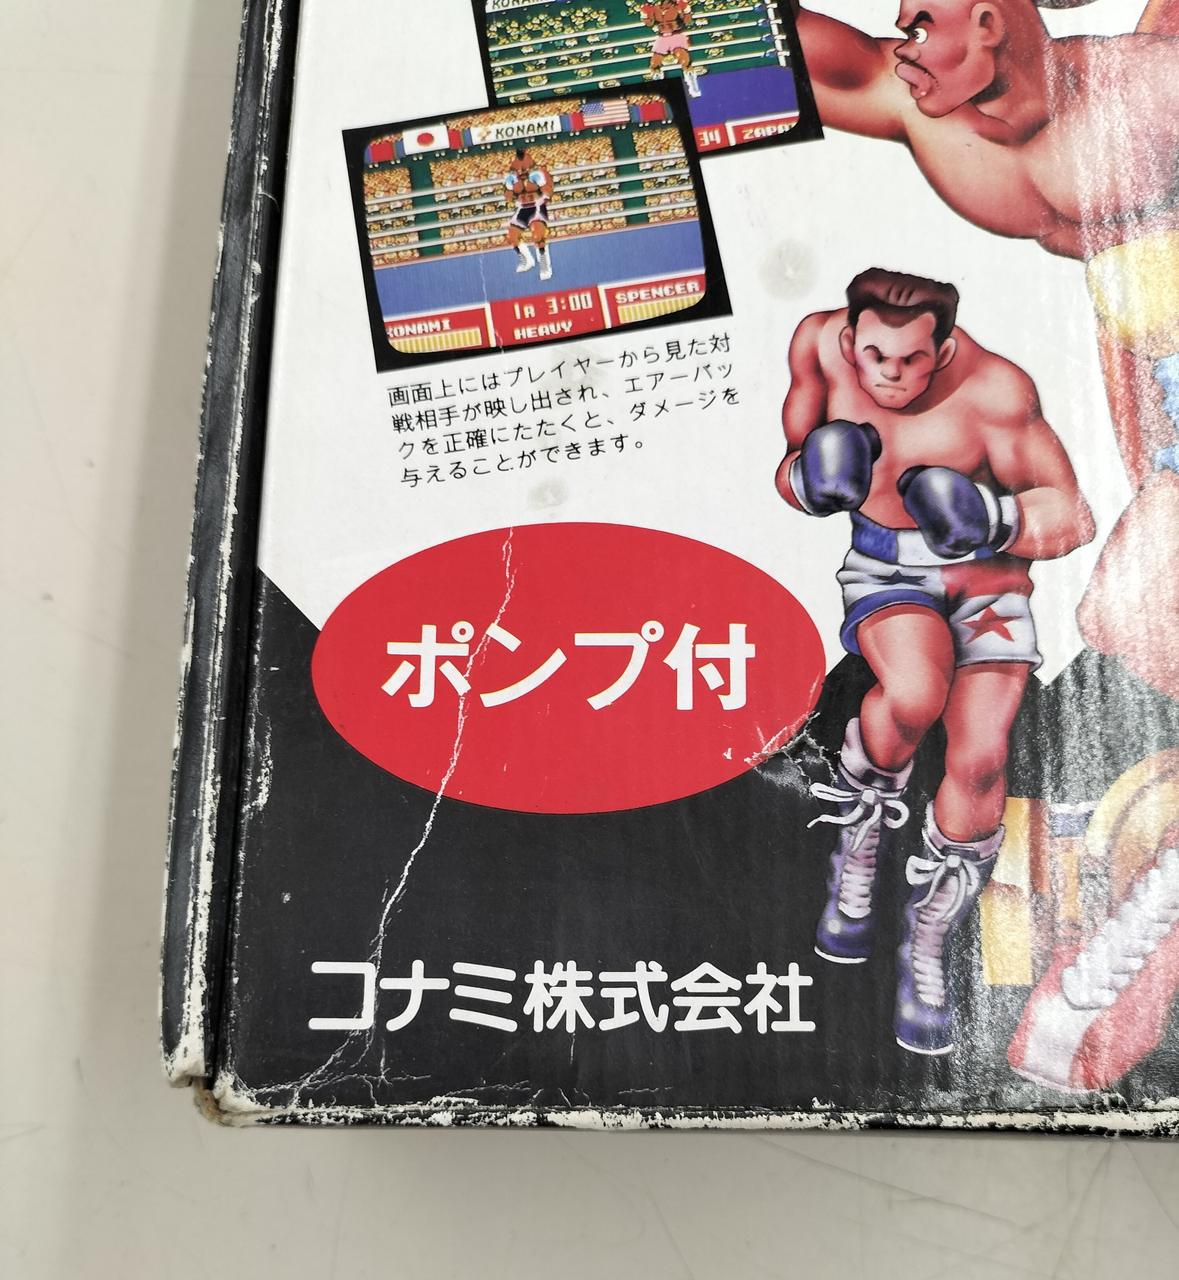 KONAMI
34 ZAPA
KONAMI
KONAMI
1R 3:00
HEAVY
SPENCER
画面上にはプレイヤーから見た対
戦相手が映し出され、エアーバッ
クを正確にたたくと、ダメージを
与えることができます。
ポンプ付
コナミ株式会社